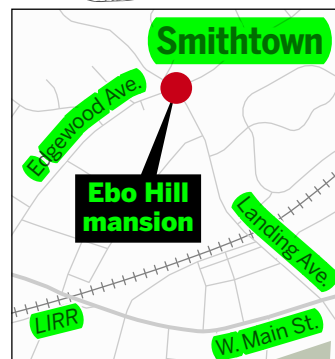 Smithtown
Edgewood Ave.
Ebo Hill
mansion
Landing Ave.
LIRR
W. Main St.